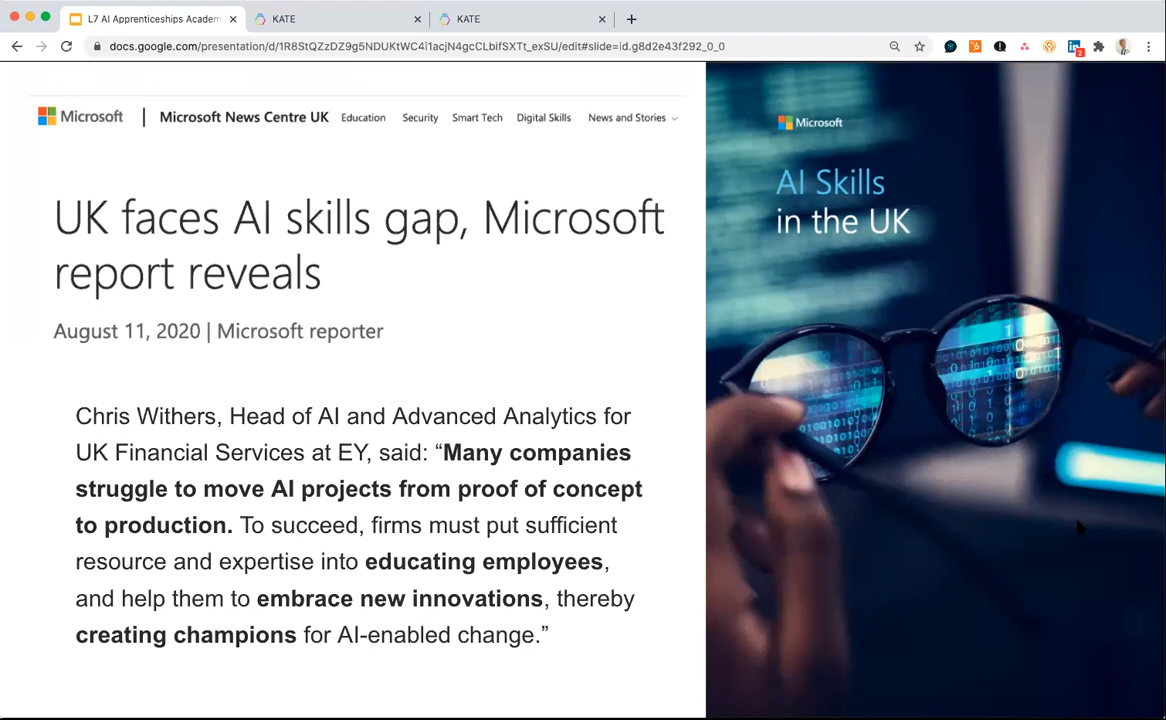 L7 AI Apprenticeships Academ
KATE
KATE
docs.google.com/presentation/d/1R8StQZzDZ9g5NDUKtWC4i1acjN4gcCLbifSXTt_exSU/edit#slide=id.g8d2e43f292_0_0
2
Microsoft
Microsoft News Centre UK
Education
Security
Smart Tech
Digital Skills
News and Stories
UK faces AI skills gap, Microsoft
report reveals
August 11, 2020 | Microsoft reporter
Chris Withers, Head of AI and Advanced Analytics for
UK Financial Services at EY, said: “Many companies
struggle to move AI projects from proof of concept
to production. To succeed, firms must put sufficient
resource and expertise into educating employees,
and help them to embrace new innovations, thereby
creating champions for AI-enabled change.”
Microsoft
AI Skills
in the UK